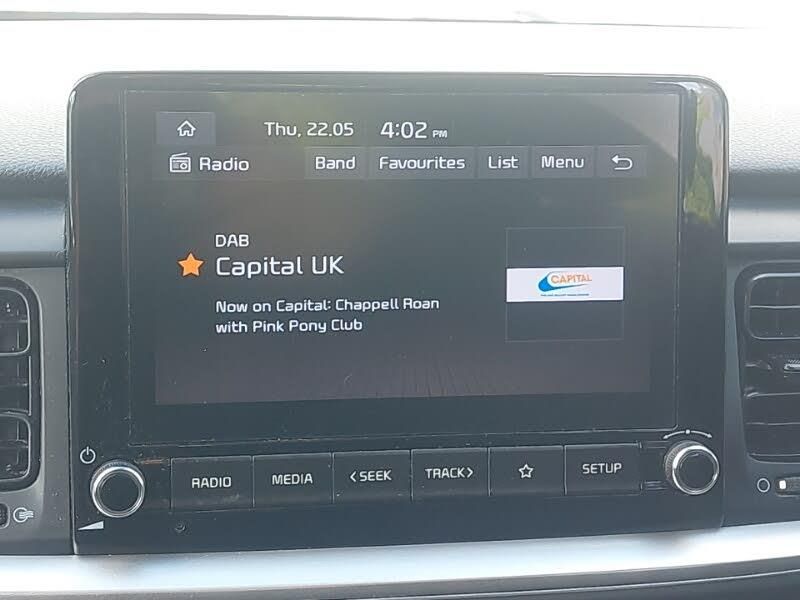 Thu, 22.05 4:02 PM
Radio Band Favourites List Menu
DAB
Capital UK
CAPITAL
Now on Capital: Chappell Roan
with Pink Pony Club
RADIO MEDIA <SEEK TRACK> SETUP